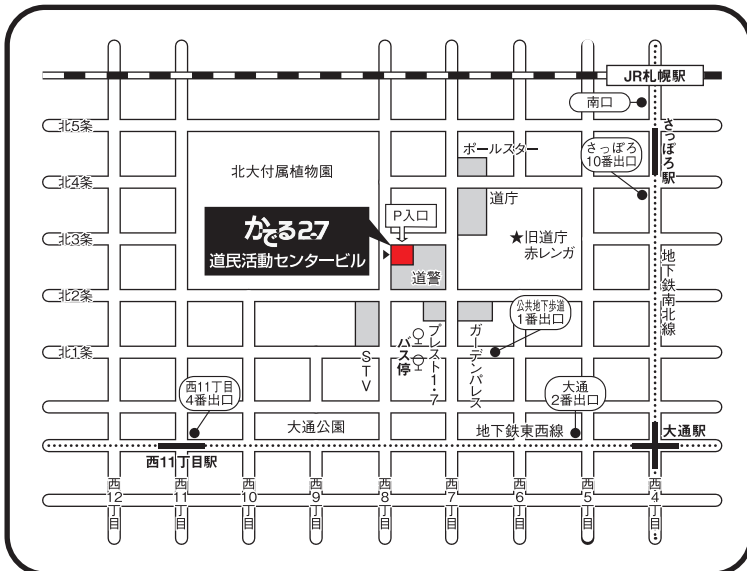 JR札幌駅
南口
さっぽろ駅
さっぽろ
10番出口
北5条
北4条
北3条
北2条
北1条
北大付属植物園
ポールスター
道庁
P入口
かでる2・7
道民活動センタービル
★旧道庁
赤レンガ
道警
地下鉄南北線
公共地下歩道
1番出口
STV
バス停
プレスト1・7
ガーデンパレス
西11丁目
4番出口
大通
2番出口
大通公園
地下鉄東西線
大通駅
西11丁目駅
西12丁目
西11丁目
西10丁目
西9丁目
西8丁目
西7丁目
西6丁目
西5丁目
西4丁目